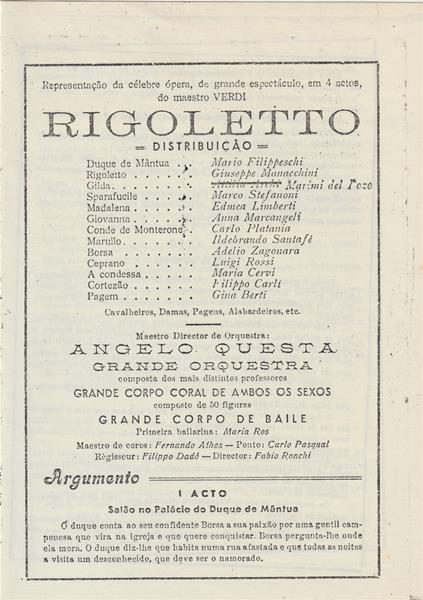 Representação da célebre ópera, de grande espectáculo, em 4 actos,
do maestro VERDI
RIGOLETTO
= DISTRIBUIÇÃO =
Duque de Mântua . . Mario Filippeschi
Rigoletto . . . . . Giuseppe Manacchini
Gilda. . . . . . . Attilia Archi Marimi del Pozo
Sparafucile . . . . Marco Stefanoni
Madalena . . . . . Edmea Limberti
Giovanna . . . . . Anna Marcangeli
Conde de Monterone . Carlo Platania
Marullo. . . . . . Ildebrando Santafé
Borsa . . . . . . Adelio Zagonara
Ceprano . . . . . Luigi Rossi
A condessa . . . . Maria Cervi
Cortezão . . . . . Filippo Carli
Pagem . . . . . . Gina Berti
Cavalheiros, Damas, Pagens, Alabardeiros, etc.
Maestro Director de Orquestra:
ANGELO QUESTA
GRANDE ORQUESTRA
composta dos mais distintos professores
GRANDE CORPO CORAL DE AMBOS OS SEXOS
composto de 50 figuras
GRANDE CORPO DE BAILE
Primeira bailarina: Maria Ros
Maestro de coros: Fernando Athos — Ponto: Carlo Pasqual
Règisseur: Filippo Dadó — Director: Fabio Ronchi
Argumento
I ACTO
Salão no Palácio do Duque de Mântua
O duque conta ao seu confidente Borsa a sua paixão por uma gentil cam-
ponesa que vira na Igreja e que quere conquistar. Borsa pergunta-lhe onde
ela mora. O duque diz-lhe que habita numa rua afastada e que todas as noites
a visita um desconhecido, que deve ser o namorado.